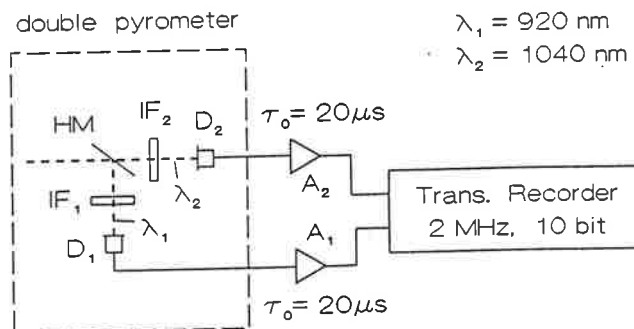 double pyrometer
λ₁ = 920 nm
λ₂ = 1040 nm
HM
IF₂
D₂
τ₀ = 20µs
λ₂
A₂
IF₁
λ₁
D₁
A₁
τ₀ = 20µs
Trans. Recorder
2 MHz, 10 bit